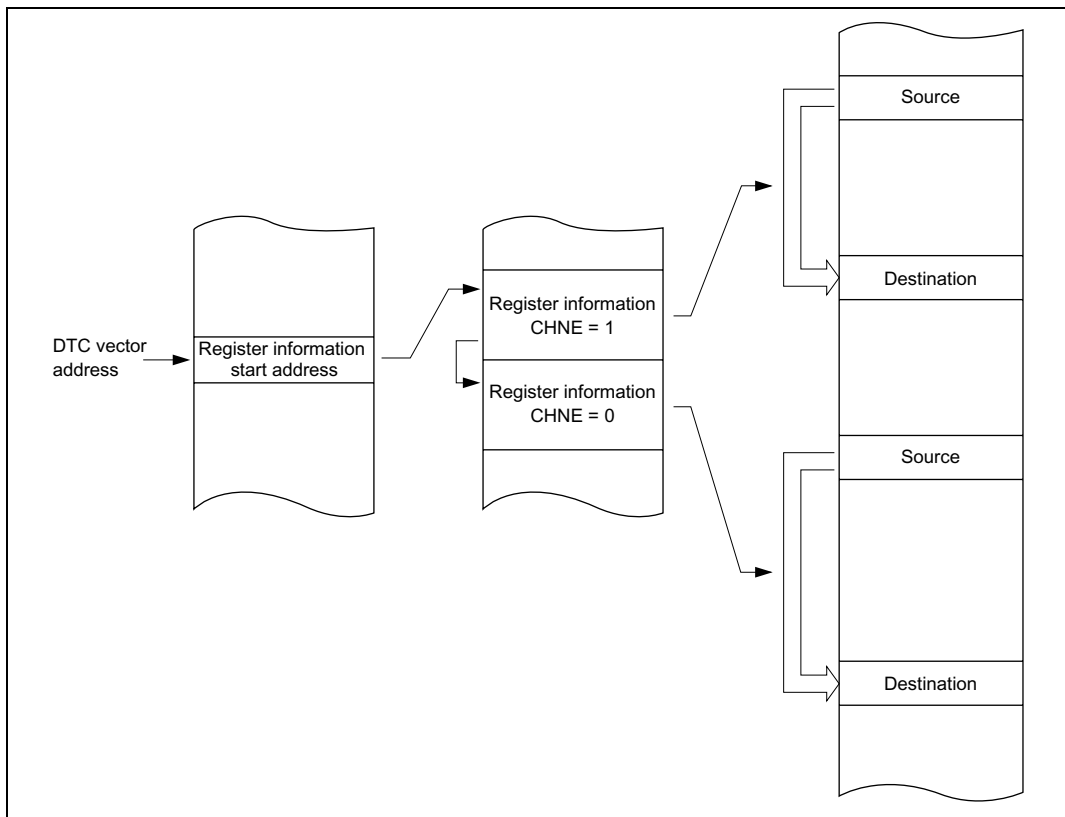 DTC vector
address
Register information
start address
Register information
CHNE = 1
Register information
CHNE = 0
Source
Destination
Source
Destination